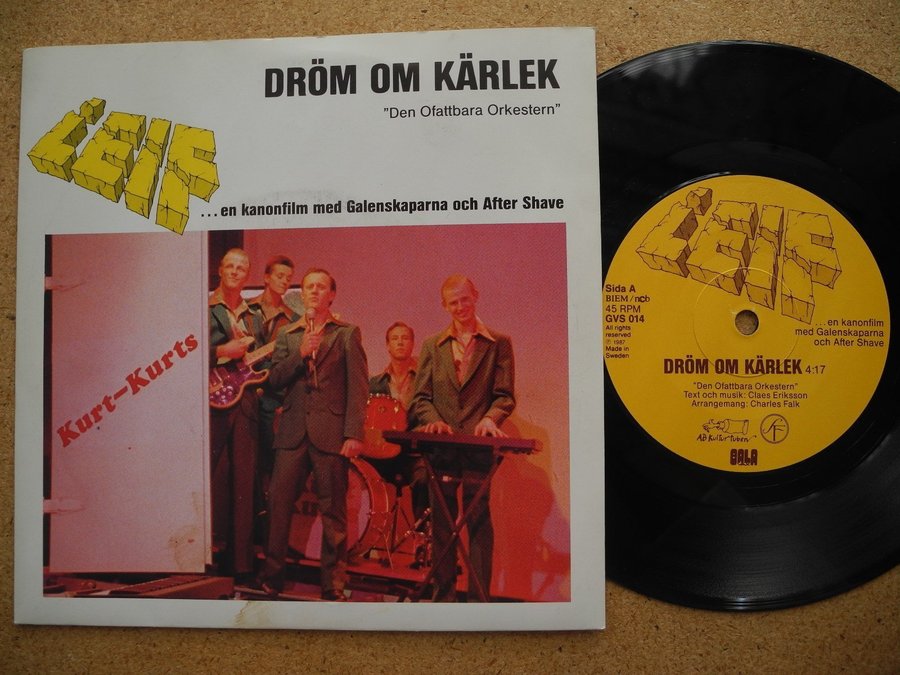 DRÖM OM KÄRLEK
"Den Ofattbara Orkestern"
LEIF
...en kanonfilm med Galenskaparna och After Shave
Kurt-Kurts
LEIF
Sida A
BIEM/ncb
45 RPM
GVS 014
All rights
reserved
℗ 1987
Made in
Sweden
...en kanonfilm
med Galenskaparna
och After Shave
DRÖM OM KÄRLEK 4:17
"Den Ofattbara Orkestern"
Text och musik: Claes Eriksson
Arrangemang: Charles Falk
AB Kulturtuben
SF
GALA